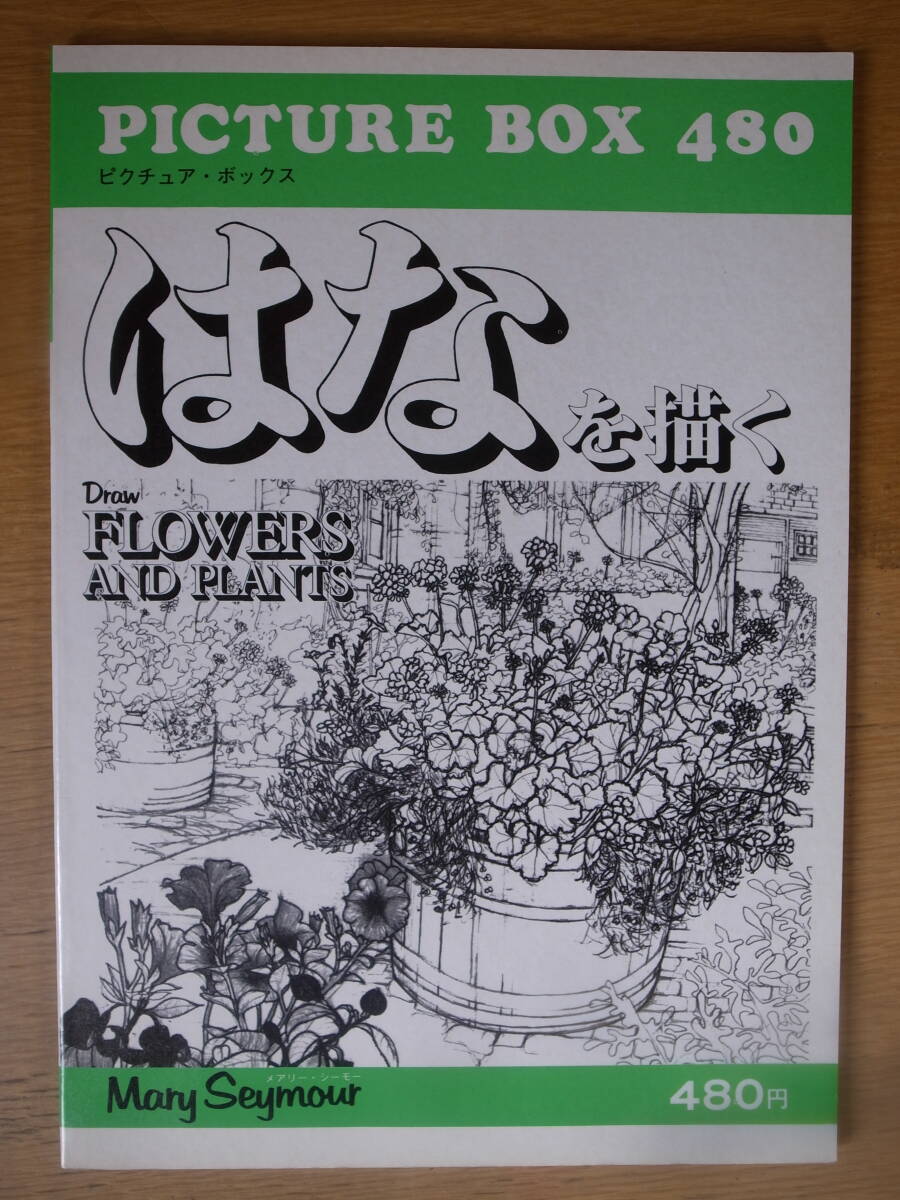 PICTURE BOX 480
ピクチュア・ボックス
はなを描く
Draw
FLOWERS
AND PLANTS
メアリー・シーモー
Mary Seymour
480円